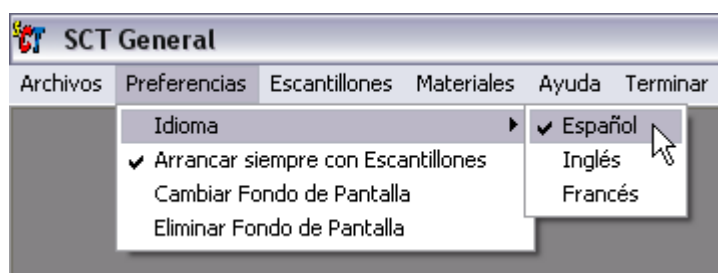 SCT General
Archivos Preferencias Escantillones Materiales Ayuda Terminar
Idioma
Arrancar siempre con Escantillones
Cambiar Fondo de Pantalla
Eliminar Fondo de Pantalla
Español
Inglés
Francés